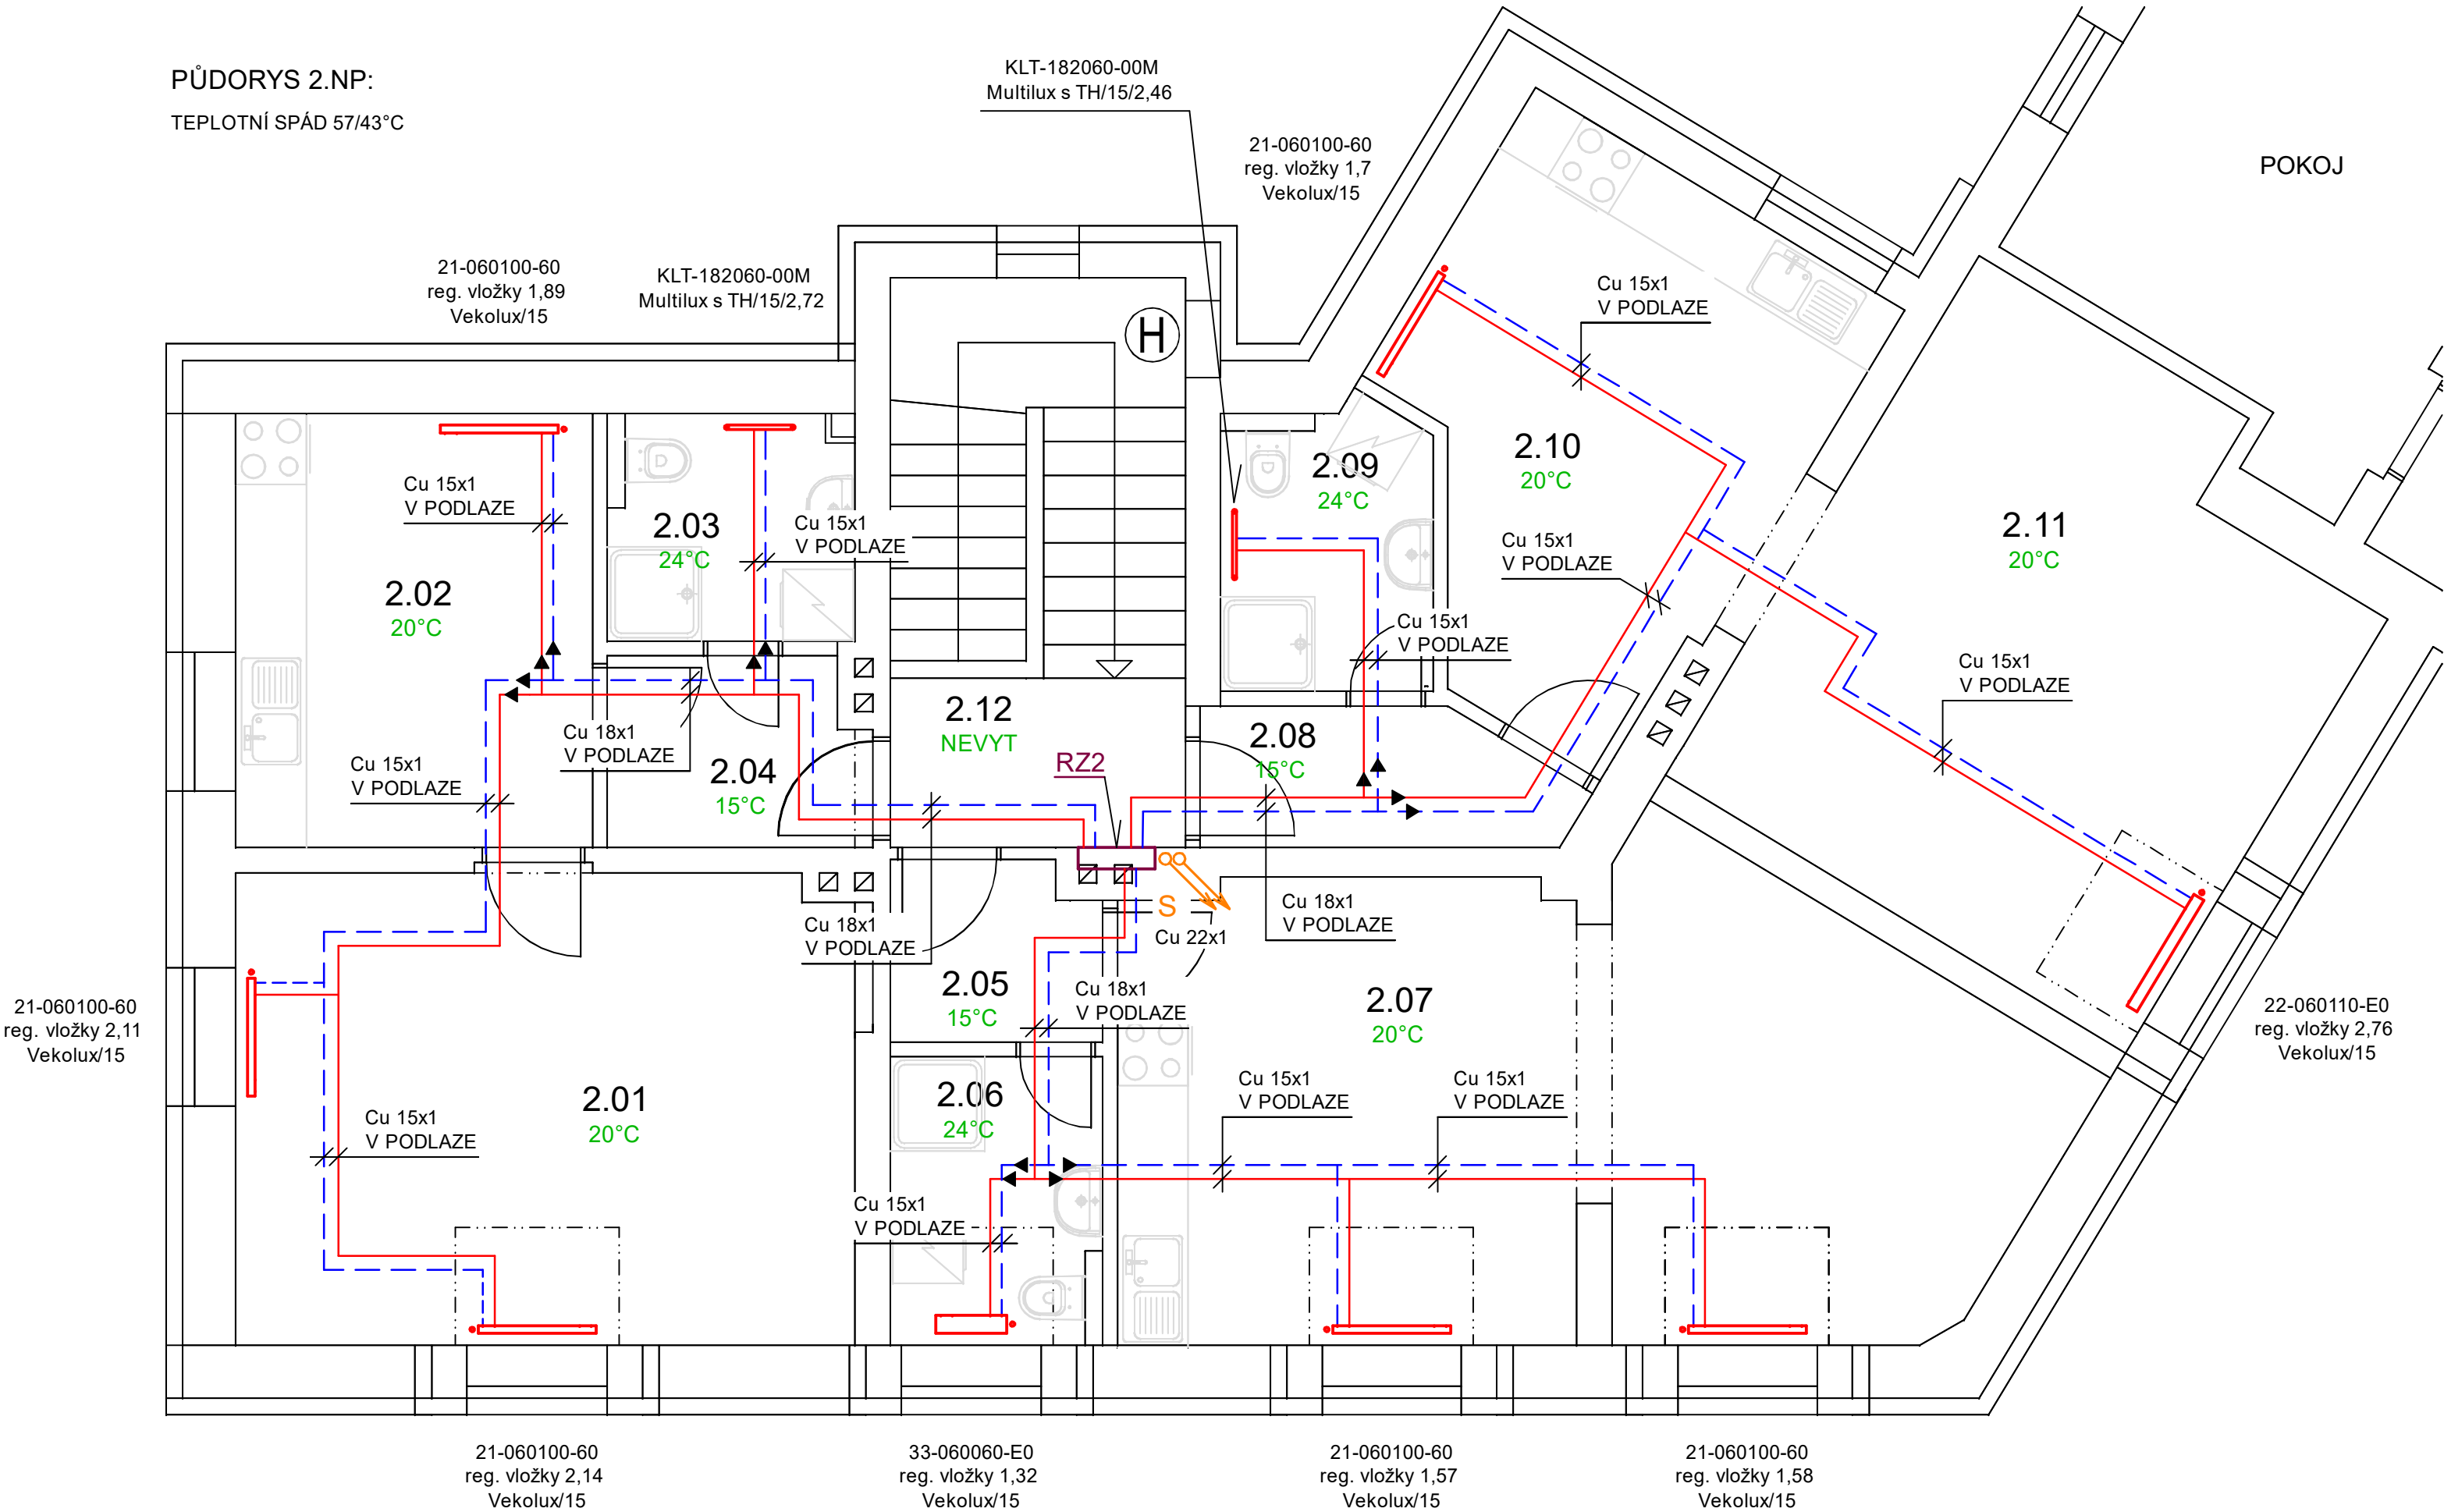 PŮDORYS 2.NP:
TEPLOTNÍ SPÁD 57/43°C
KLT-182060-00M
Multilux s TH/15/2,46
21-060100-60
reg. vložky 1,7
Vekolux/15
POKOJ
21-060100-60
reg. vložky 1,89
Vekolux/15
KLT-182060-00M
Multilux s TH/15/2,72
H
Cu 15x1
V PODLAZE
2.10
20°C
2.09
24°C
Cu 15x1
V PODLAZE
2.03
24°C
Cu 15x1
V PODLAZE
2.11
20°C
Cu 15x1
V PODLAZE
2.02
20°C
Cu 15x1
V PODLAZE
Cu 15x1
V PODLAZE
2.12
NEVYT
2.08
15°C
Cu 18x1
V PODLAZE
RZ2
2.04
15°C
Cu 15x1
V PODLAZE
Cu 18x1
V PODLAZE
S
Cu 22x1
Cu 18x1
V PODLAZE
2.05
15°C
Cu 18x1
V PODLAZE
2.07
20°C
21-060100-60
reg. vložky 2,11
Vekolux/15
22-060110-E0
reg. vložky 2,76
Vekolux/15
2.01
20°C
Cu 15x1
V PODLAZE
2.06
24°C
Cu 15x1
V PODLAZE
Cu 15x1
V PODLAZE
Cu 15x1
V PODLAZE
21-060100-60
reg. vložky 2,14
Vekolux/15
33-060060-E0
reg. vložky 1,32
Vekolux/15
21-060100-60
reg. vložky 1,57
Vekolux/15
21-060100-60
reg. vložky 1,58
Vekolux/15